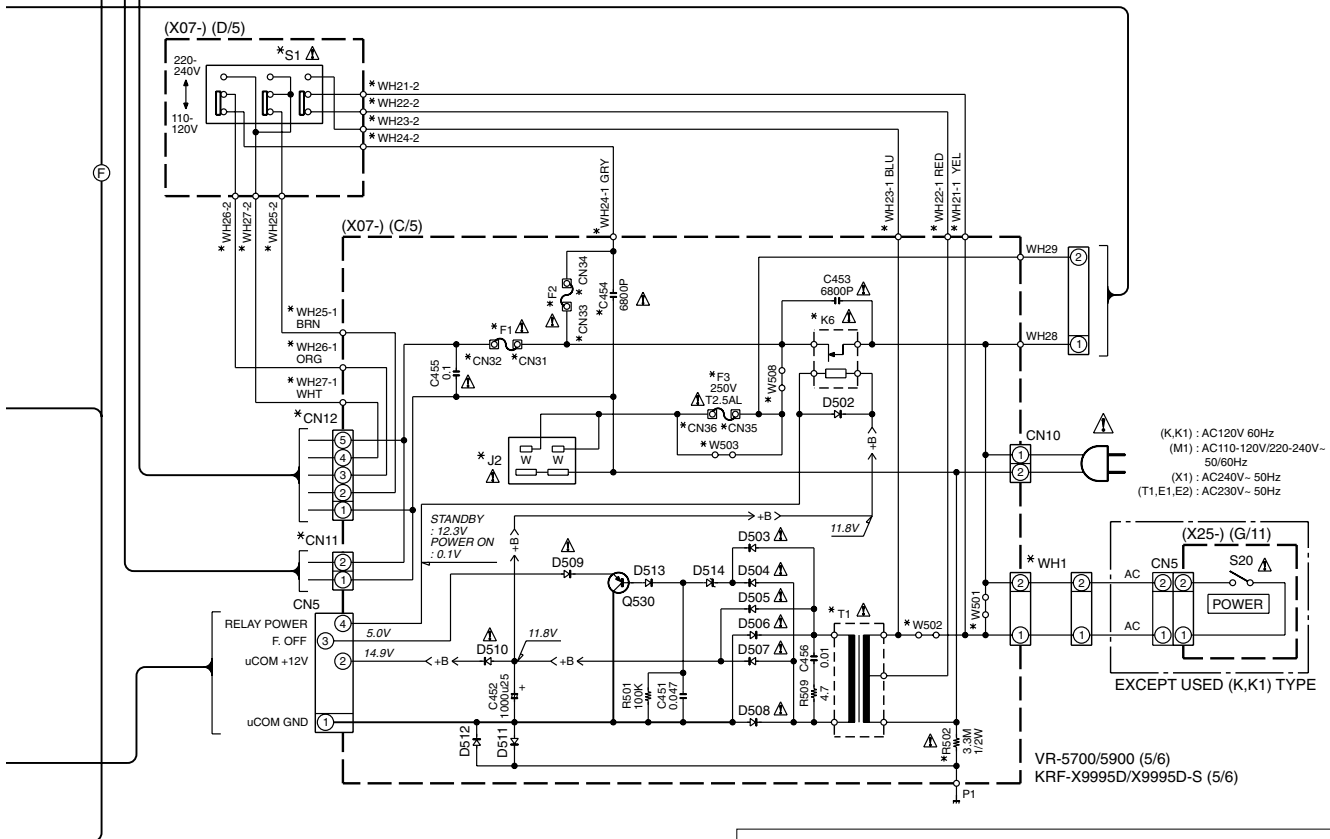 (X07-) (D/5)
*S1
220-
240V
110-
120V
* WH21-2
* WH22-2
* WH23-2
* WH24-2
F
* WH26-2
* WH27-2
* WH25-2
* WH24-1 GRY
* WH23-1 BLU
* WH22-1 RED
* WH21-1 YEL
(X07-) (C/5)
WH29
2
CN34
*
*F2
*
CN33
*C454
6800P
C453
6800P
* WH25-1
BRN
* WH26-1
ORG
* WH27-1
WHT
*F1
*CN32
*CN31
C455
0.1
* K6
WH28
1
*W508
*F3
250V
T2.5AL
*CN36
*CN35
* W503
D502
*CN12
5
4
3
2
1
* J2
W
W
CN10
1
2
(K,K1) : AC120V 60Hz
(M1) : AC110-120V/220-240V~
50/60Hz
(X1) : AC240V~ 50Hz
(T1,E1,E2) : AC230V~ 50Hz
+B
STANDBY
: 12.3V
POWER ON
: 0.1V
+B
+B
11.8V
*CN11
2
1
D509
D513
D514
Q530
D503
D504
D505
D506
D507
D508
* T1
* W502
* W501
* WH1
2
1
2
1
AC
AC
(X25-) (G/11)
CN5
2
2
1
1
S20
POWER
EXCEPT USED (K,K1) TYPE
CN5
RELAY POWER
4
F. OFF
3
5.0V
uCOM +12V
2
14.9V
+B
D510
11.8V
+B
C452
1000u25
+
R501
100K
C451
0.047
C456
0.01
R509
4.7
uCOM GND
1
D512
D511
*R502
3.3M
1/2W
P1
VR-5700/5900 (5/6)
KRF-X9995D/X9995D-S (5/6)